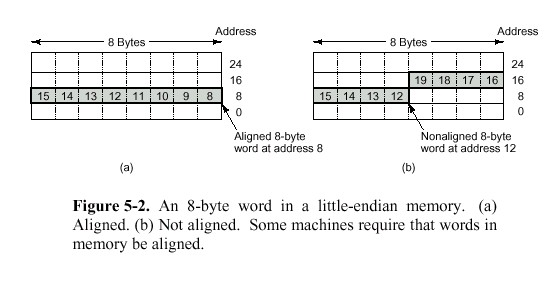 Address
8 Bytes
24
16
15 14 13 12 11 10 9 8
8
0
Aligned 8-byte
word at address 8
(a)
Address
8 Bytes
24
19 18 17 16
16
15 14 13 12
8
0
Nonaligned 8-byte
word at address 12
(b)
Figure 5-2. An 8-byte word in a little-endian memory. (a)
Aligned. (b) Not aligned. Some machines require that words in
memory be aligned.